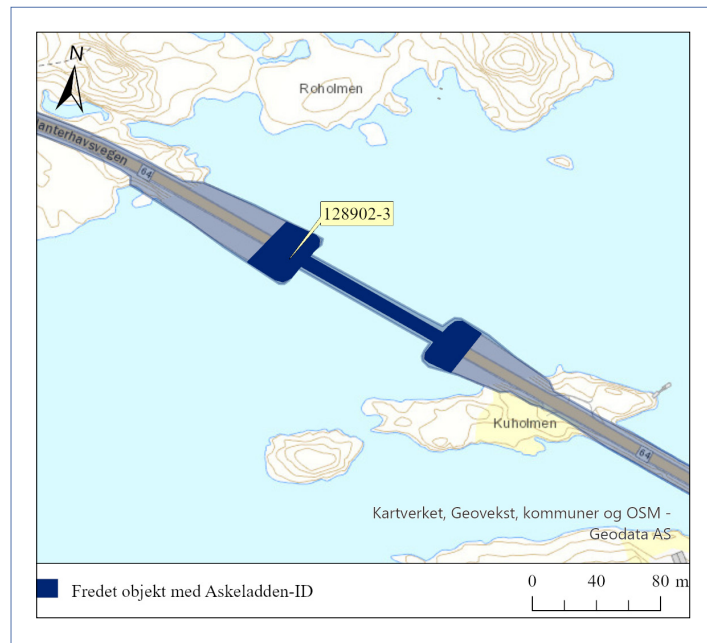 N
Roholmen
lanterhavsvegen
64
128902-3
Kuholmen
64
Kartverket, Geovekst, kommuner og OSM -
Geodata AS
Fredet objekt med Askeladden-ID
0 40 80 m